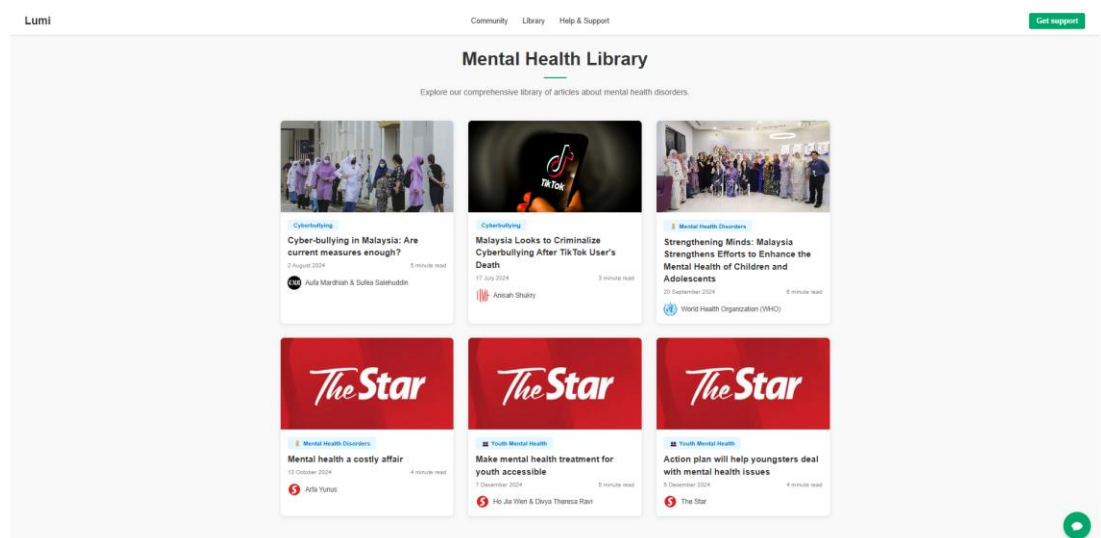 Lumi
Community Library Help & Support
Get support
Mental Health Library
Explore our comprehensive library of articles about mental health disorders.
TikTok
Cyberbullying
Cyber-bullying in Malaysia: Are
current measures enough?
2 August 2024 5 minute read
Aufa Mardhiah & Sufea Salehuddin
Cyberbullying
Malaysia Looks to Criminalize
Cyberbullying After TikTok User's
Death
17 July 2024 3 minute read
Anisah Shukry
Mental Health Disorders
Strengthening Minds: Malaysia
Strengthens Efforts to Enhance the
Mental Health of Children and
Adolescents
20 September 2024 6 minute read
World Health Organization (WHO)
The Star
The Star
The Star
Mental Health Disorders
Mental health a costly affair
2024 4 minute read
Arfa Yunus
Youth Mental Health
Make mental health treatment for
youth accessible
7 December 2024 minute read
Ho Jia Wen & Divya Theresa Ravi
Youth Mental Health
Action plan will help youngsters deal
with mental health issues
5 December 2024 4 minute read
The Star